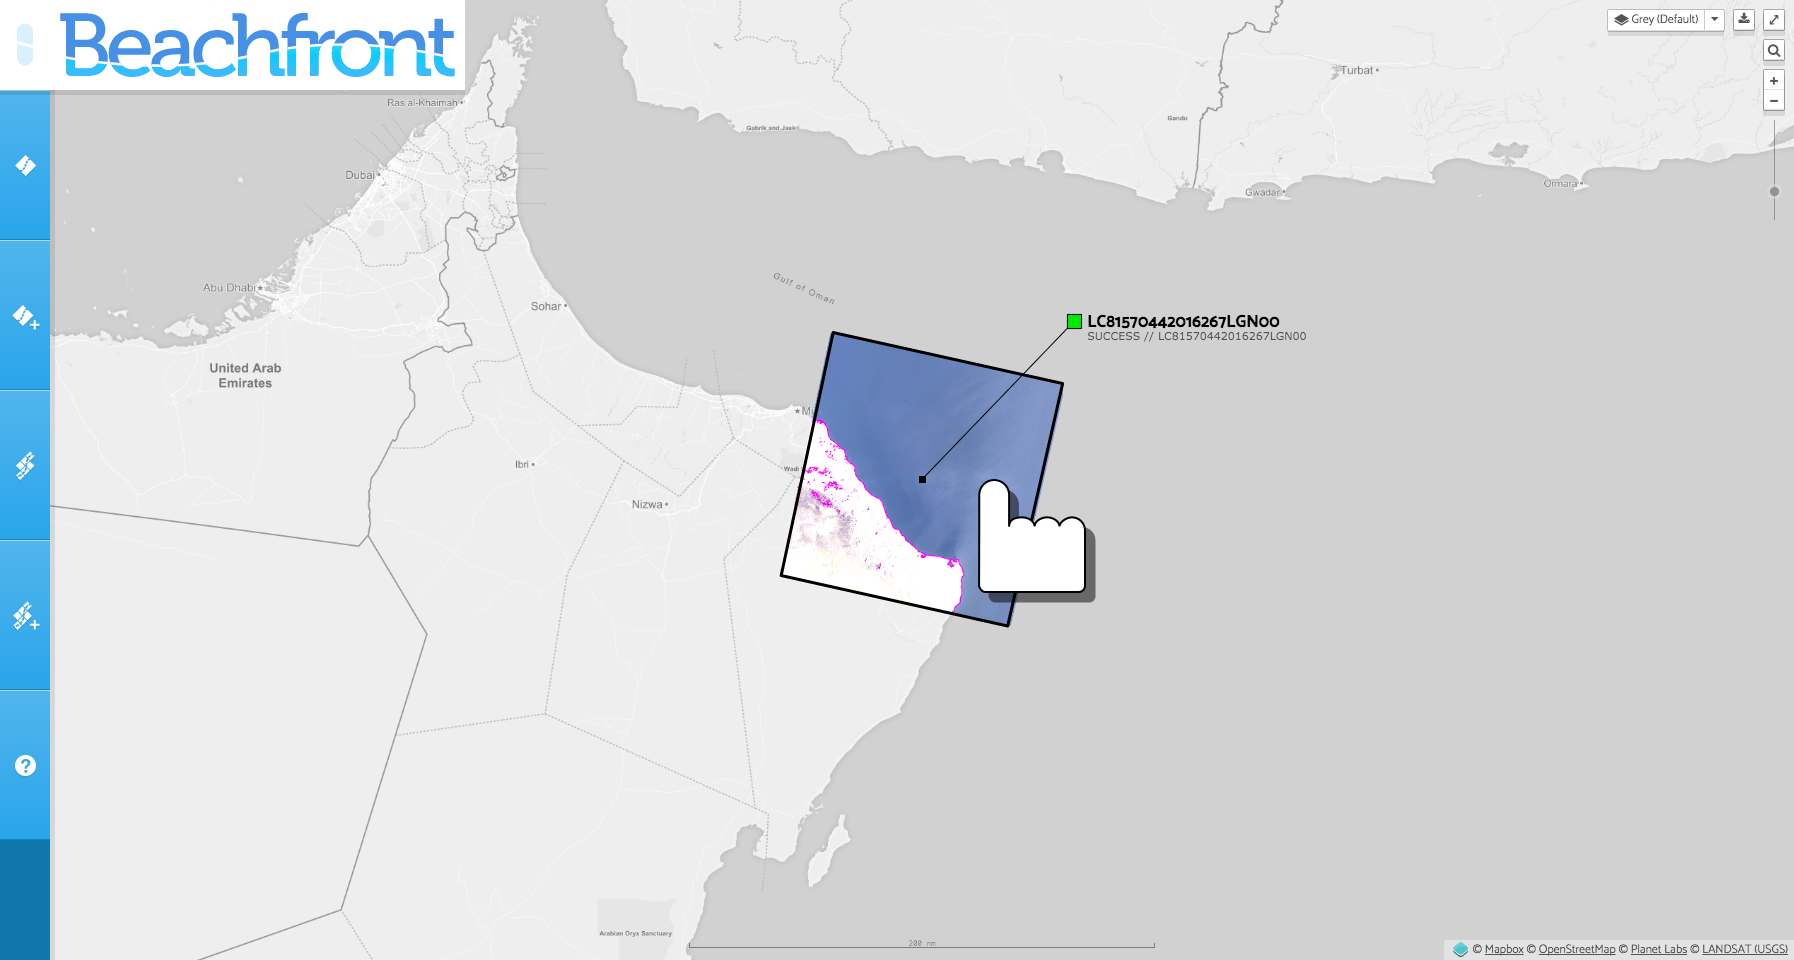 Beachfront
Grey (Default)
Turbat
Ras al-Khaimah
Gabrik and Jask
Gando
Dubai
Gwadar
Ormara
Abu Dhabi
Gulf of Oman
Sohar
LC81570442016267LGN00
SUCCESS // LC81570442016267LGN00
United Arab
Emirates
Ibri
Nizwa
Arabian Oryx Sanctuary
200 nm
© Mapbox © OpenStreetMap © Planet Labs © LANDSAT (USGS)